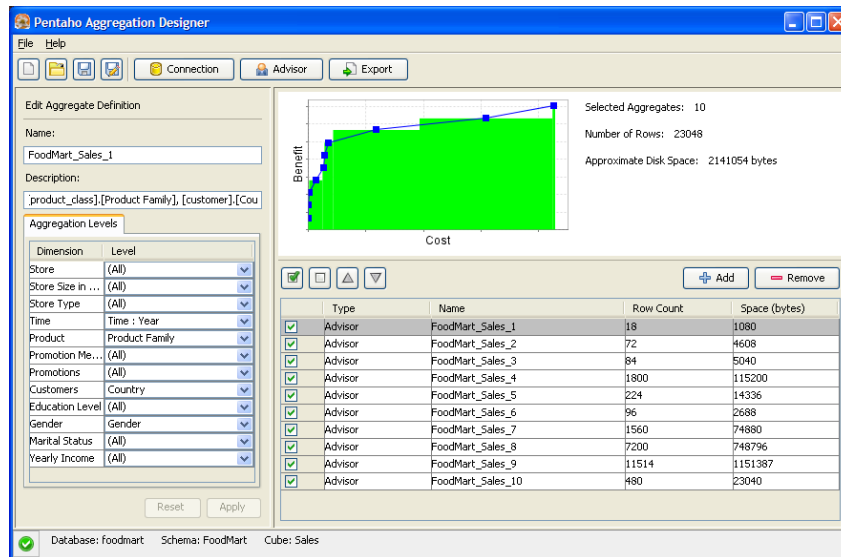 Pentaho Aggregation Designer
File Help
Connection Advisor Export
Edit Aggregate Definition
Name:
FoodMart_Sales_1
Description:
product_class].[Product Family], [customer].[Cou
Aggregation Levels
Dimension Level
Store (All)
Store Size in ... (All)
Store Type (All)
Time Time : Year
Product Product Family
Promotion Me... (All)
Promotions (All)
Customers Country
Education Level (All)
Gender Gender
Marital Status (All)
Yearly Income (All)
Reset Apply
Benefit
Cost
Selected Aggregates: 10
Number of Rows: 23048
Approximate Disk Space: 2141054 bytes
Add Remove
Type Name Row Count Space (bytes)
Advisor FoodMart_Sales_1 18 1080
Advisor FoodMart_Sales_2 72 4608
Advisor FoodMart_Sales_3 84 5040
Advisor FoodMart_Sales_4 1800 115200
Advisor FoodMart_Sales_5 224 14336
Advisor FoodMart_Sales_6 96 2688
Advisor FoodMart_Sales_7 1560 74880
Advisor FoodMart_Sales_8 7200 748796
Advisor FoodMart_Sales_9 11514 1151387
Advisor FoodMart_Sales_10 480 23040
Database: foodmart Schema: FoodMart Cube: Sales